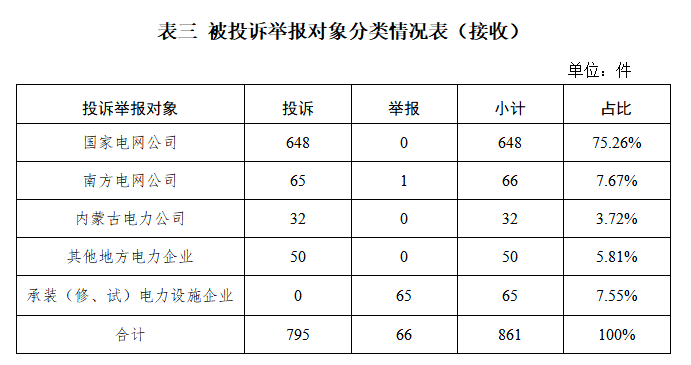 表三 被投诉举报对象分类情况表（接收）
单位：件
投诉举报对象 投诉 举报 小计 占比
国家电网公司 648 0 648 75.26%
南方电网公司 65 1 66 7.67%
内蒙古电力公司 32 0 32 3.72%
其他地方电力企业 50 0 50 5.81%
承装（修、试）电力设施企业 0 65 65 7.55%
合计 795 66 861 100%